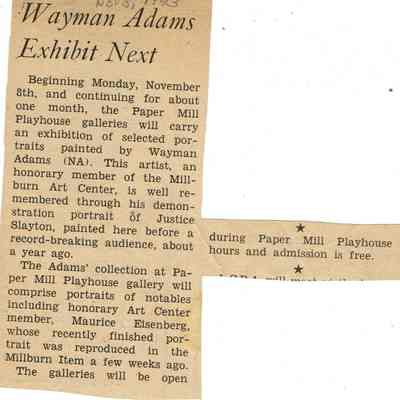 Nov 5, 1943
Wayman Adams
Exhibit Next
Beginning Monday, November
8th, and continuing for about
one month, the Paper Mill
Playhouse galleries will carry
an exhibition of selected por-
traits painted by Wayman
Adams (NA). This artist, an
honorary member of the Mill-
burn Art Center, is well re-
membered through his demon-
stration portrait of Justice
Slayton, painted here before a
record-breaking audience, about
a year ago.
The Adams' collection at Pa-
per Mill Playhouse gallery will
comprise portraits of notables
including honorary Art Center
member, Maurice Eisenberg,
whose recently finished por-
trait was reproduced in the
Millburn Item a few weeks ago.
The galleries will be open
★
during Paper Mill Playhouse
hours and admission is free.
★